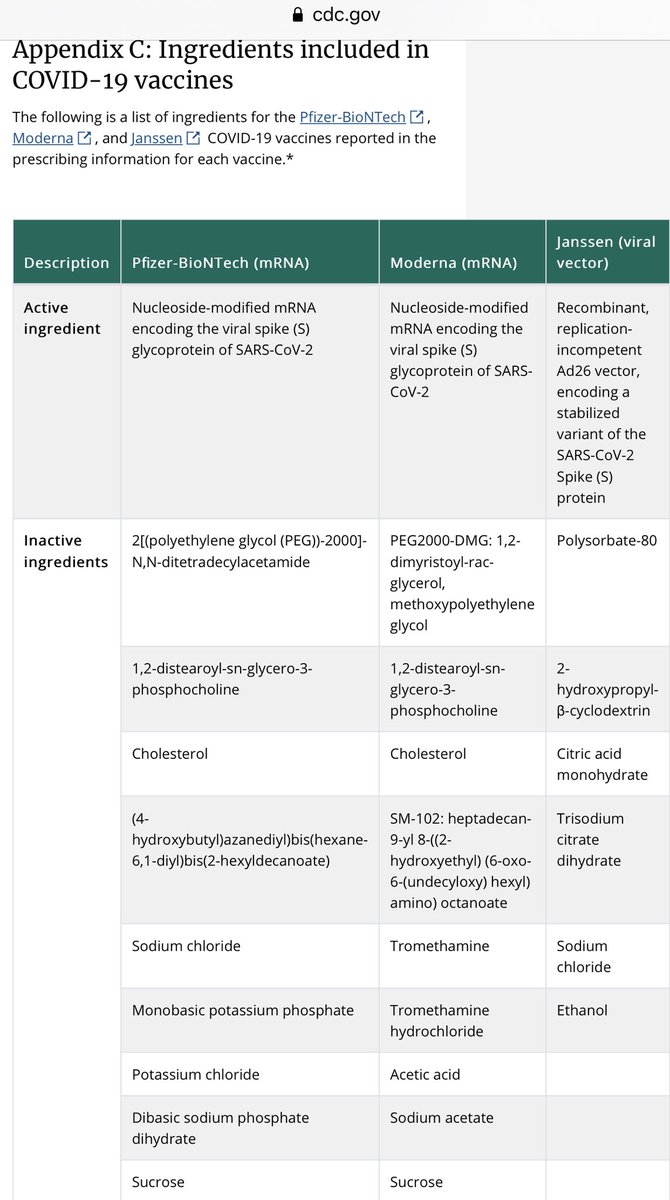 cdc.gov
Appendix C: Ingredients included in
COVID-19 vaccines
The following is a list of ingredients for the Pfizer-BioNTech ,
Moderna , and Janssen COVID-19 vaccines reported in the
prescribing information for each vaccine.*
Description
Pfizer-BioNTech (mRNA)
Moderna (mRNA)
Janssen (viral
vector)
Active
ingredient
Nucleoside-modified mRNA
encoding the viral spike (S)
glycoprotein of SARS-CoV-2
Nucleoside-modified
mRNA encoding the
viral spike (S)
glycoprotein of SARS-
CoV-2
Recombinant,
replication-
incompetent
Ad26 vector,
encoding a
stabilized
variant of the
SARS-CoV-2
Spike (S)
protein
Inactive
ingredients
2[(polyethylene glycol (PEG))-2000]-
N,N-ditetradecylacetamide
PEG2000-DMG: 1,2-
dimyristoyl-rac-
glycerol,
methoxypolyethylene
glycol
Polysorbate-80
1,2-distearoyl-sn-glycero-3-
phosphocholine
1,2-distearoyl-sn-
glycero-3-
phosphocholine
2-
hydroxypropyl-
β-cyclodextrin
Cholesterol
Cholesterol
Citric acid
monohydrate
(4-
hydroxybutyl)azanediyl)bis(hexane-
6,1-diyl)bis(2-hexyldecanoate)
SM-102: heptadecan-
9-yl 8-((2-
hydroxyethyl) (6-oxo-
6-(undecyloxy) hexyl)
amino) octanoate
Trisodium
citrate
dihydrate
Sodium chloride
Tromethamine
Sodium
chloride
Monobasic potassium phosphate
Tromethamine
hydrochloride
Ethanol
Potassium chloride
Acetic acid
Dibasic sodium phosphate
dihydrate
Sodium acetate
Sucrose
Sucrose